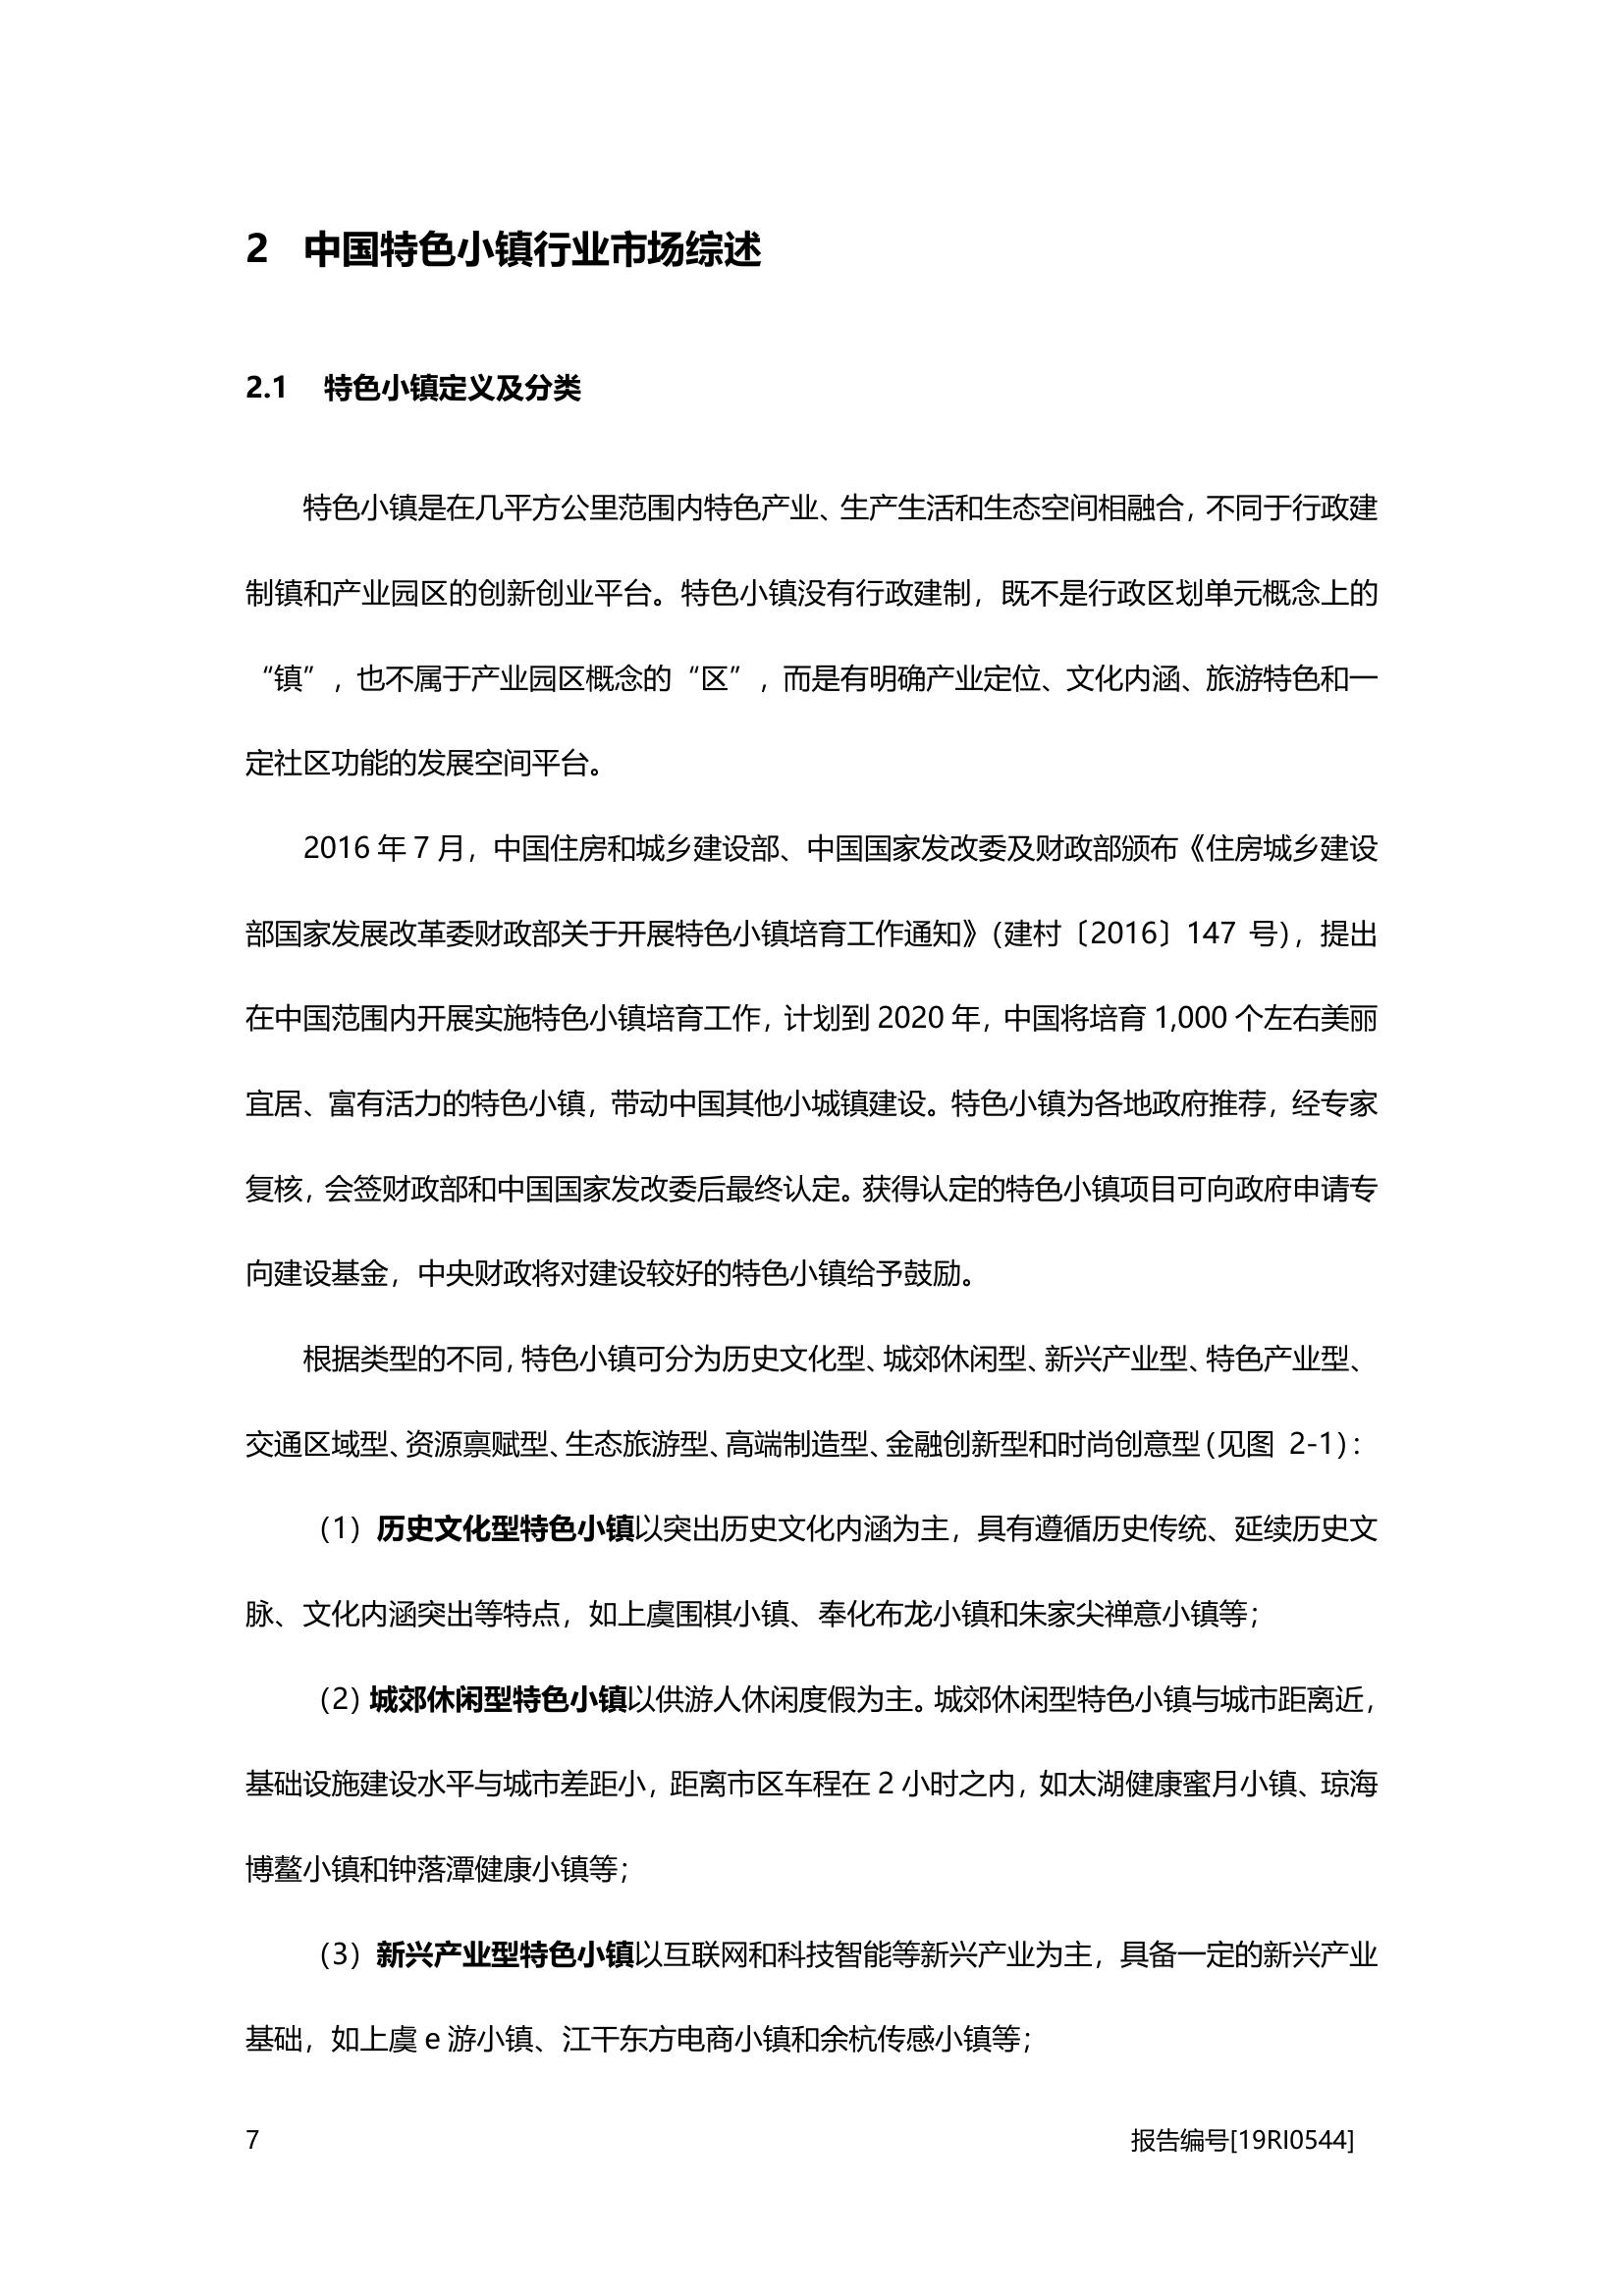 2 中国特色小镇行业市场综述
2.1 特色小镇定义及分类
特色小镇是在几平方公里范围内特色产业、生产生活和生态空间相融合，不同于行政建
制镇和产业园区的创新创业平台。特色小镇没有行政建制，既不是行政区划单元概念上的
“镇”，也不属于产业园区概念的“区”，而是有明确产业定位、文化内涵、旅游特色和一
定社区功能的发展空间平台。
2016 年 7 月，中国住房和城乡建设部、中国国家发改委及财政部颁布《住房城乡建设
部国家发展改革委财政部关于开展特色小镇培育工作通知》（建村〔2016〕147 号），提出
在中国范围内开展实施特色小镇培育工作，计划到 2020 年，中国将培育 1,000 个左右美丽
宜居、富有活力的特色小镇，带动中国其他小城镇建设。特色小镇为各地政府推荐，经专家
复核，会签财政部和中国国家发改委后最终认定。获得认定的特色小镇项目可向政府申请专
向建设基金，中央财政将对建设较好的特色小镇给予鼓励。
根据类型的不同，特色小镇可分为历史文化型、城郊休闲型、新兴产业型、特色产业型、
交通区域型、资源禀赋型、生态旅游型、高端制造型、金融创新型和时尚创意型（见图 2-1）：
（1）历史文化型特色小镇以突出历史文化内涵为主，具有遵循历史传统、延续历史文
脉、文化内涵突出等特点，如上虞围棋小镇、奉化布龙小镇和朱家尖禅意小镇等；
（2）城郊休闲型特色小镇以供游人休闲度假为主。城郊休闲型特色小镇与城市距离近，
基础设施建设水平与城市差距小，距离市区车程在 2 小时之内，如太湖健康蜜月小镇、琼海
博鳌小镇和钟落潭健康小镇等；
（3）新兴产业型特色小镇以互联网和科技智能等新兴产业为主，具备一定的新兴产业
基础，如上虞 e 游小镇、江干东方电商小镇和余杭传感小镇等；
7 报告编号[19RI0544]